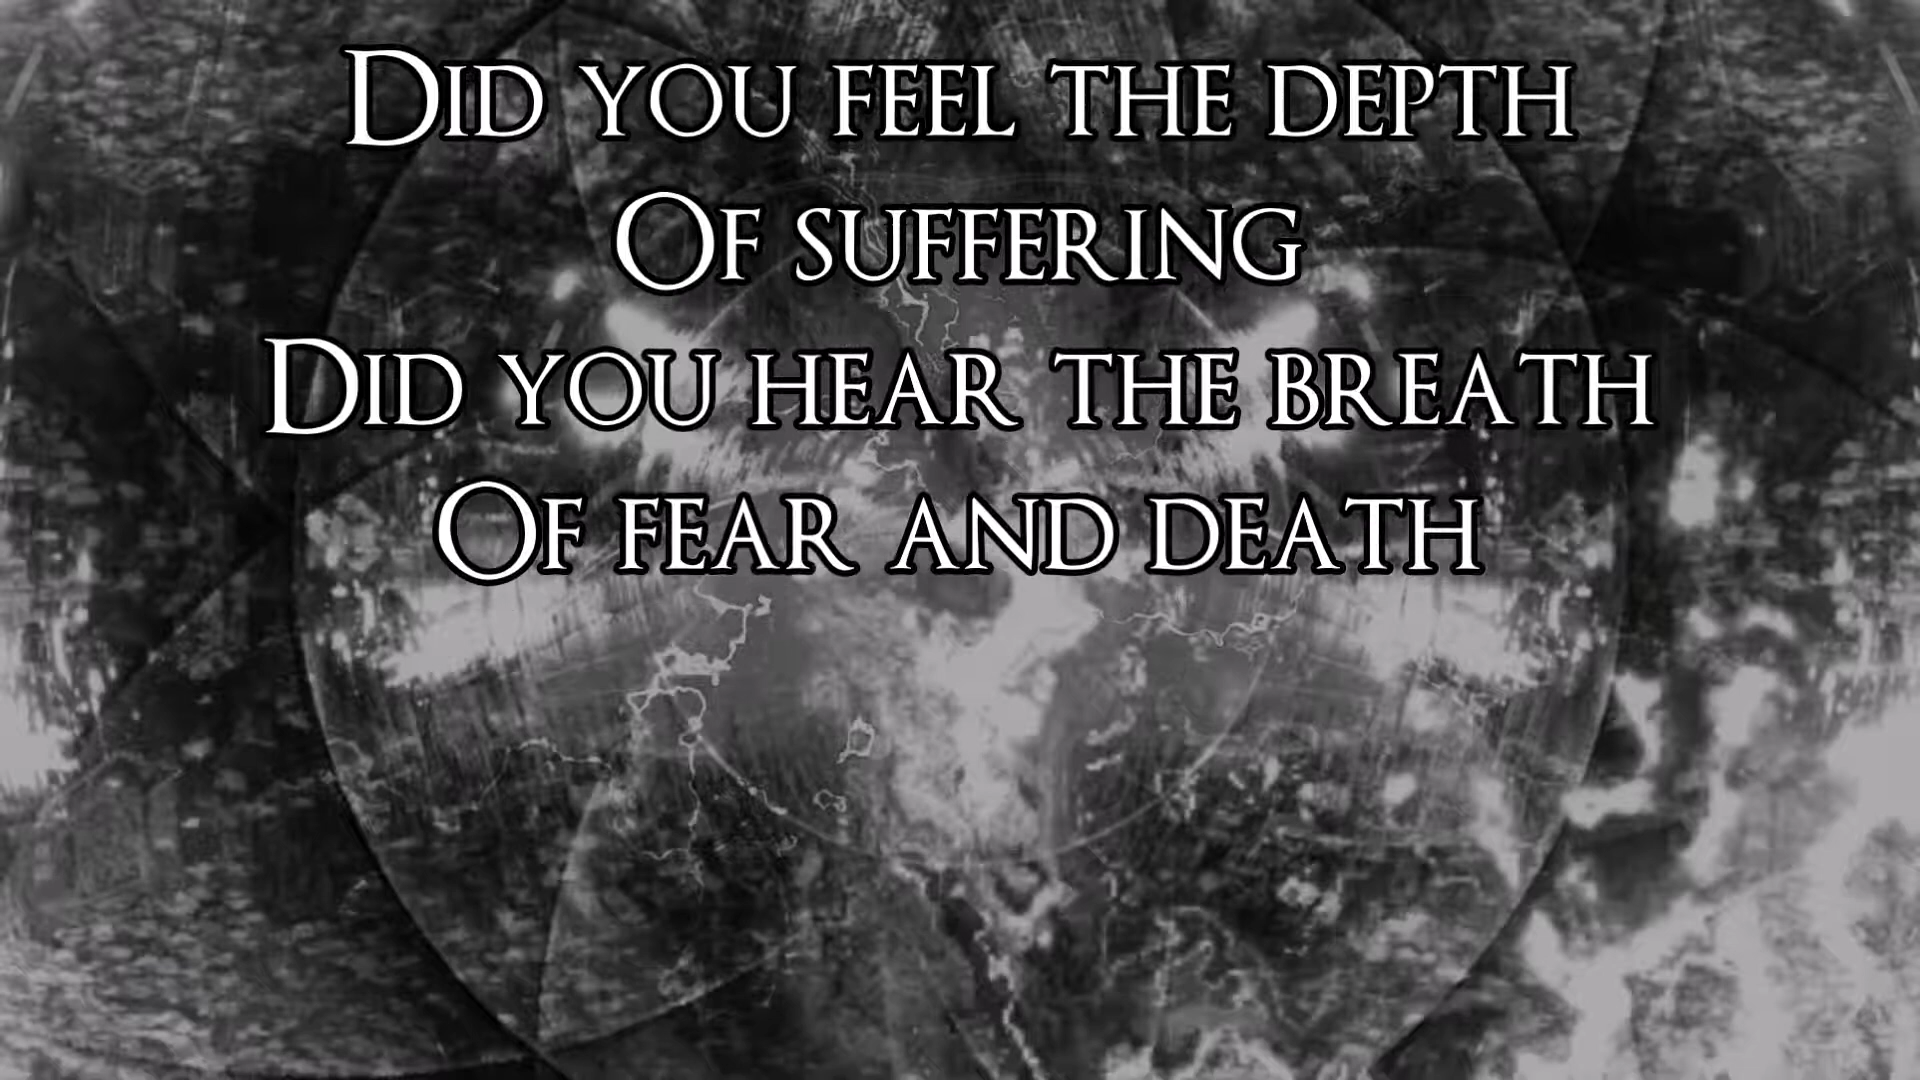 Did you feel the depth
Of suffering
Did you hear the breath
Of fear and death